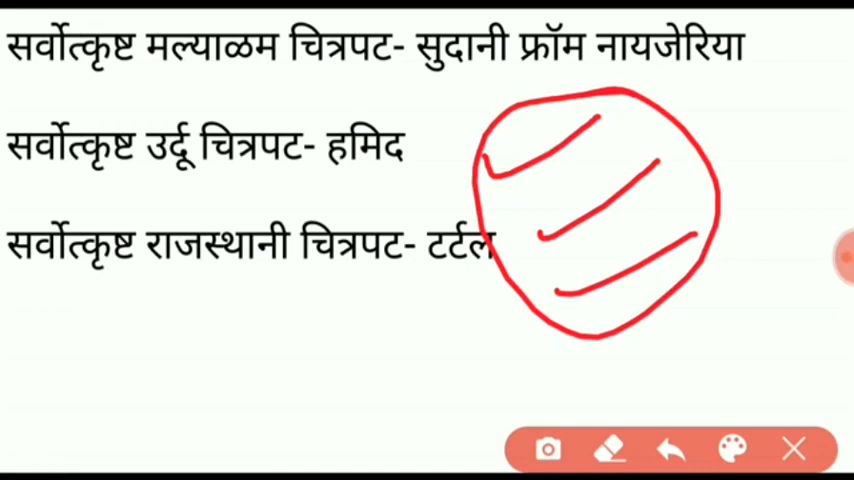 सर्वोत्कृष्ट मल्याळम चित्रपट- सुदानी फ्रॉम नायजेरिया
सर्वोत्कृष्ट उर्दू चित्रपट- हमिद
सर्वोत्कृष्ट राजस्थानी चित्रपट- टर्टल